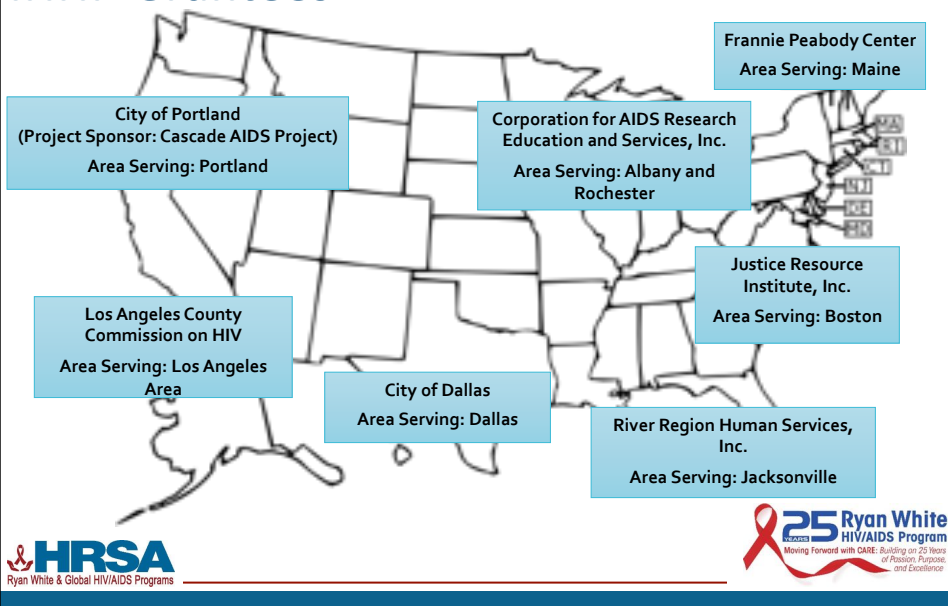 Frannie Peabody Center
Area Serving: Maine
City of Portland
(Project Sponsor: Cascade AIDS Project)
Area Serving: Portland
Corporation for AIDS Research
Education and Services, Inc.
Area Serving: Albany and
Rochester
MA
RI
CT
NJ
DE
MD
Justice Resource
Institute, Inc.
Area Serving: Boston
Los Angeles County
Commission on HIV
Area Serving: Los Angeles
Area
City of Dallas
Area Serving: Dallas
River Region Human Services,
Inc.
Area Serving: Jacksonville
HRSA
Ryan White & Global HIV/AIDS Programs
25 YEARS
Ryan White
HIV/AIDS Program
Moving Forward with CARE: Building on 25 Years
of Passion, Purpose,
and Excellence